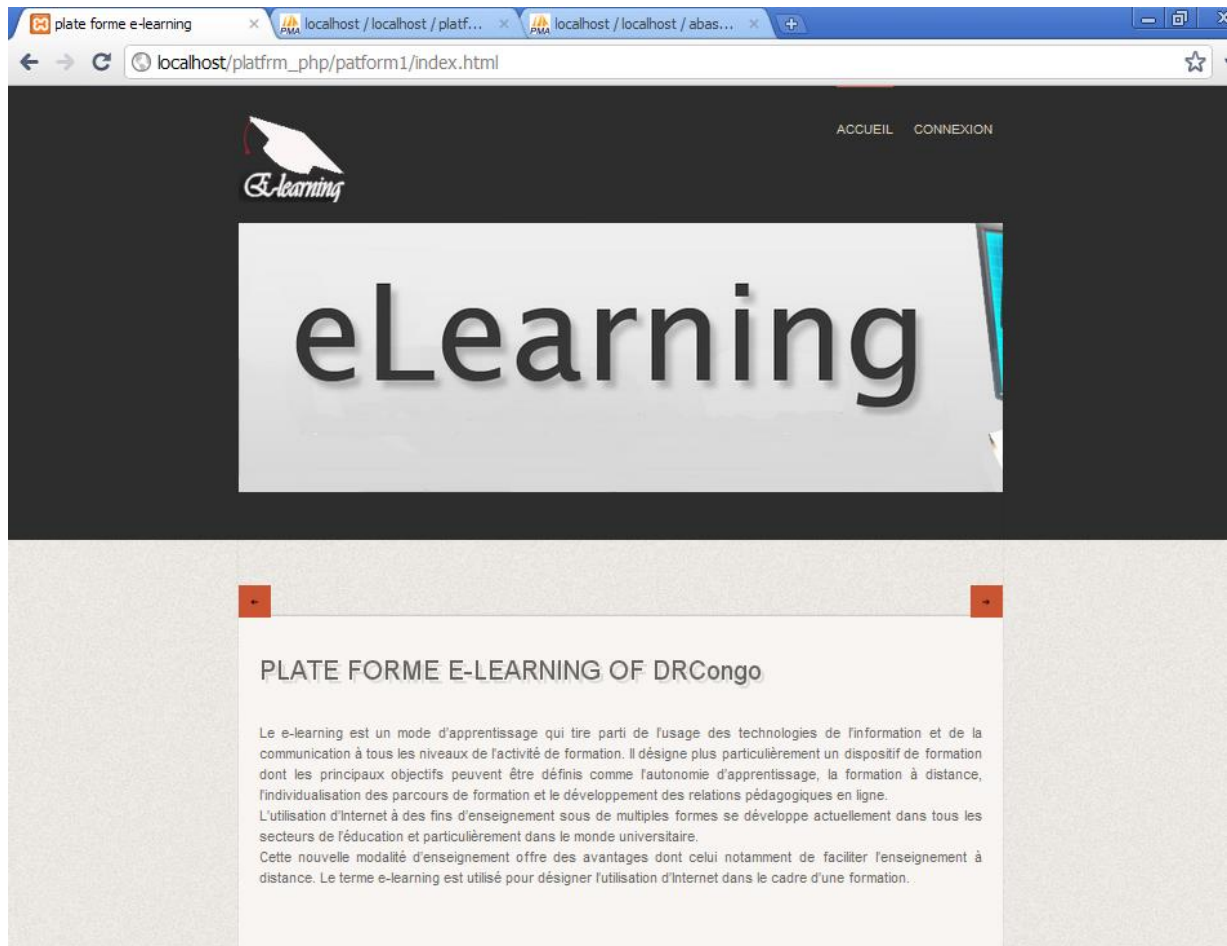 plate forme e-learning
localhost / localhost / platf...
localhost / localhost / abas...
PMA
PMA
localhost/platfrm_php/patform1/index.html
ACCUEIL CONNEXION
E-learning
eLearning
PLATE FORME E-LEARNING OF DRCongo
Le e-learning est un mode d'apprentissage qui tire parti de l'usage des technologies de l'information et de la
communication à tous les niveaux de l'activité de formation. Il désigne plus particulièrement un dispositif de formation
dont les principaux objectifs peuvent être définis comme l'autonomie d'apprentissage, la formation à distance,
l'individualisation des parcours de formation et le développement des relations pédagogiques en ligne.
L'utilisation d'Internet à des fins d'enseignement sous de multiples formes se développe actuellement dans tous les
secteurs de l'éducation et particulièrement dans le monde universitaire.
Cette nouvelle modalité d'enseignement offre des avantages dont celui notamment de faciliter l'enseignement à
distance. Le terme e-learning est utilisé pour désigner l'utilisation d'Internet dans le cadre d'une formation.